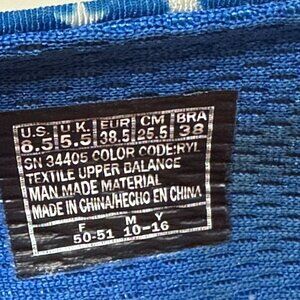 U.S. U.K. EUR CM BRA
8.5 5.5 38.5 25.5 38
SN 34405 COLOR CODE:RYL
TEXTILE UPPER BALANCE
MAN MADE MATERIAL
MADE IN CHINA/HECHO EN CHINA
F M Y
50-51 10-16